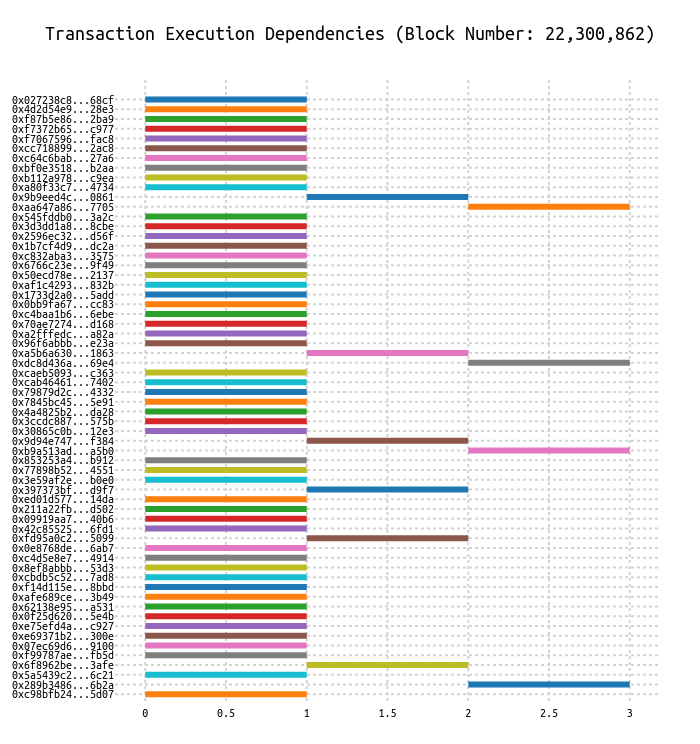 Transaction Execution Dependencies (Block Number: 22,300,862)
0x027238c8...68cf
0x4d2d54e9...28e3
0xf87b5e86...2ba9
0xf7372b65...c977
0xf7067596...fac8
0xcc718899...2ac8
0xc64c6bab...27a6
0xbf0e3518...b2aa
0xb112a978...c9ea
0xa80f33c7...4734
0x9b9eed4c...0861
0xaa647a86...7705
0x545fddb0...3a2c
0x3d3dd1a8...8cbe
0x2596ec32...d56f
0x1b7cf4d9...dc2a
0xc832aba3...3575
0x6766c23e...9f49
0x50ecd78e...2137
0xaf1c4293...832b
0x1733d2a0...5add
0x0bb9fa67...cc83
0xc4baa1b6...6ebe
0x70ae7274...d168
0xa2fffedc...a82a
0x96f6abbb...e23a
0xa5b6a630...1863
0xdc8d436a...69e4
0xcaeb5093...c363
0xcab46461...7402
0x79879d2c...4332
0x7845bc45...5e91
0x4a4825b2...da28
0x3ccdc887...575b
0x30865c0b...12e3
0x9d94e747...f384
0xb9a513ad...a5b0
0x853253a4...b912
0x77898b52...4551
0x3e59af2e...b0e0
0x397373bf...d9f7
0xed01d577...14da
0x211a22fb...d502
0x09919aa7...40b6
0x42c85525...6fd1
0xfd95a0c2...5099
0x0e8768de...6ab7
0xc4d5e8e7...4914
0x8ef8abbb...53d3
0xcbdb5c52...7ad8
0xf14d115e...8bbd
0xafe689ce...3b49
0x62138e95...a531
0x0f25d620...5e4b
0xe75efd4a...c927
0xe69371b2...300e
0x07ec69d6...9100
0xf99787ae...fb5d
0x6f8962be...3afe
0x5a5439c2...6c21
0x289b3486...6b2a
0xc98bfb24...5d07
0 0.5 1 1.5 2 2.5 3